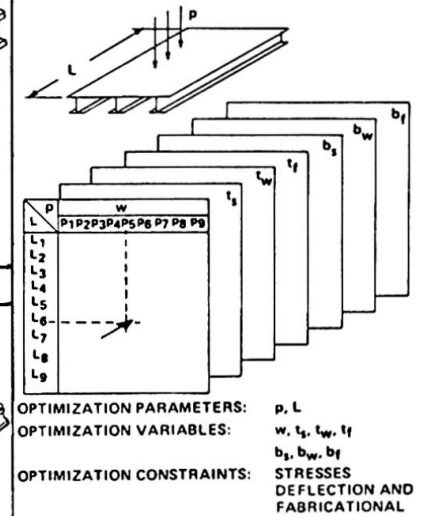 p
L
b_f
b_w
b_s
t_f
t_w
t_s
p w
L P1 P2 P3 P4 P5 P6 P7 P8 P9
L1
L2
L3
L4
L5
L6
L7
L8
L9
OPTIMIZATION PARAMETERS: p, L
OPTIMIZATION VARIABLES: w, t_s, t_w, t_f
b_s, b_w, b_f
OPTIMIZATION CONSTRAINTS: STRESSES
DEFLECTION AND
FABRICATIONAL